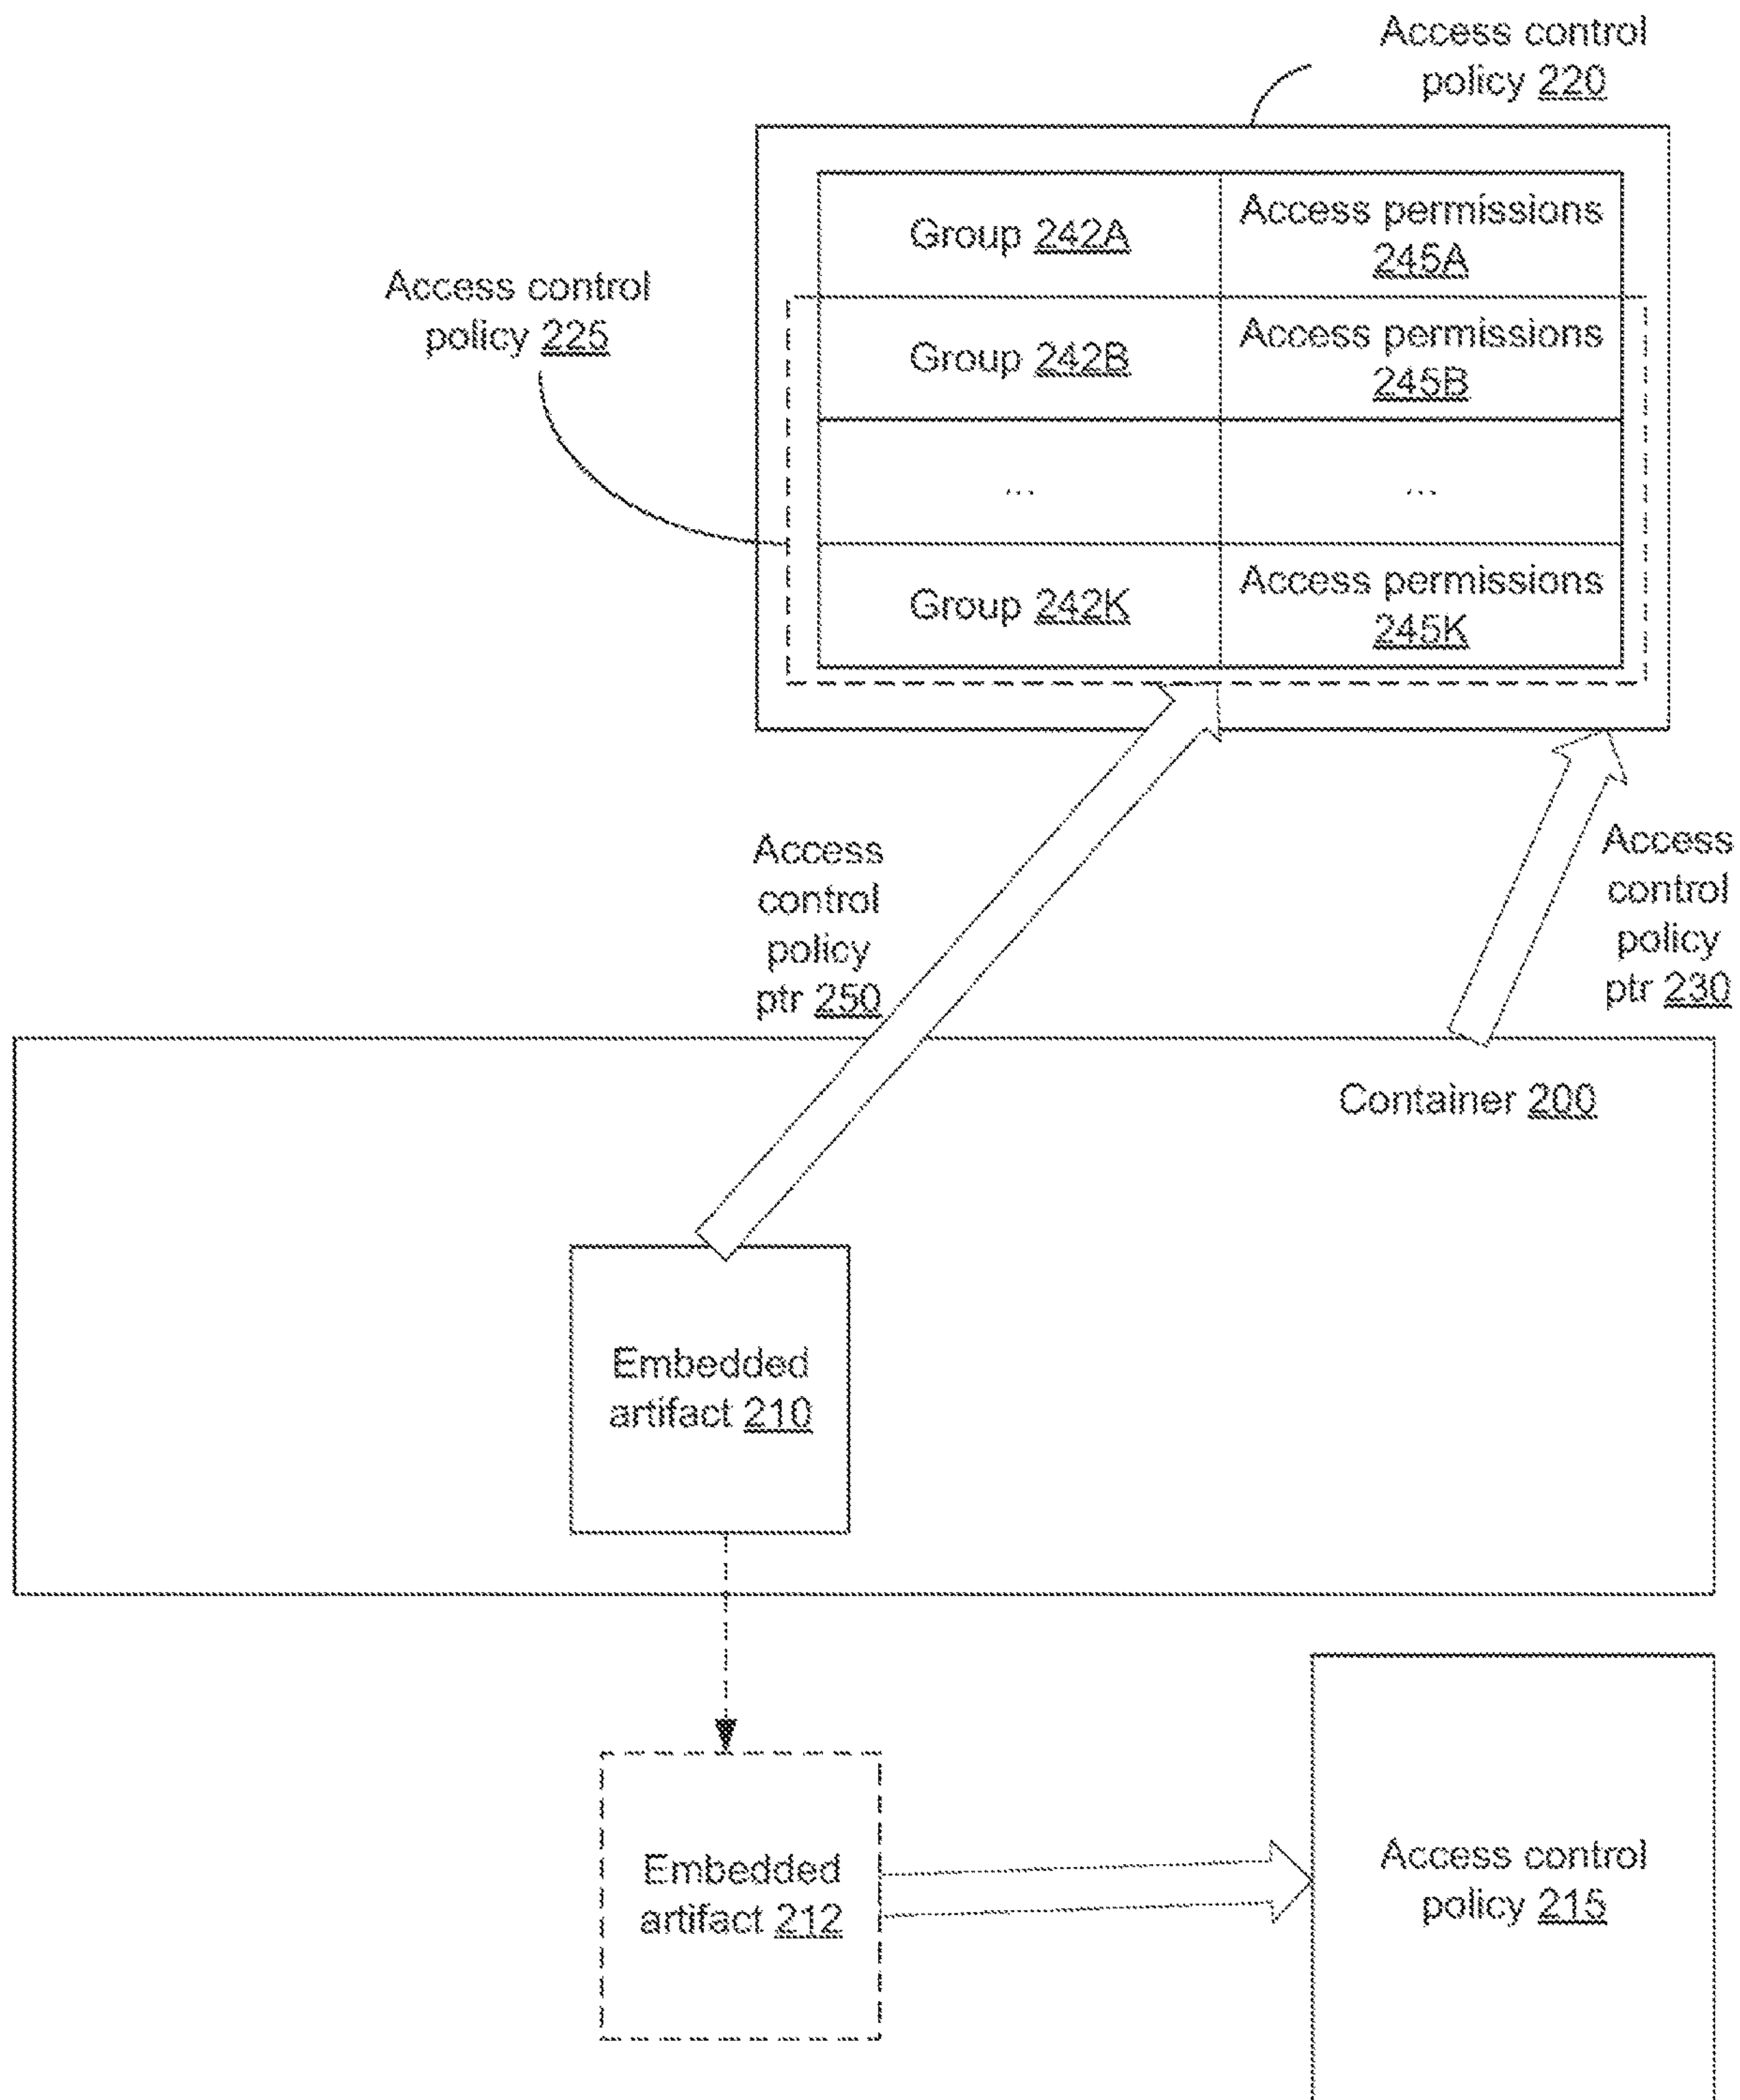 Access control
policy 220
Group 242A
Access permissions
245A
Access control
policy 225
Group 242B
Access permissions
245B
...
...
Group 242K
Access permissions
245K
Access
control
policy
ptr 250
Access
control
policy
ptr 230
Container 200
Embedded
artifact 210
Embedded
artifact 212
Access control
policy 215